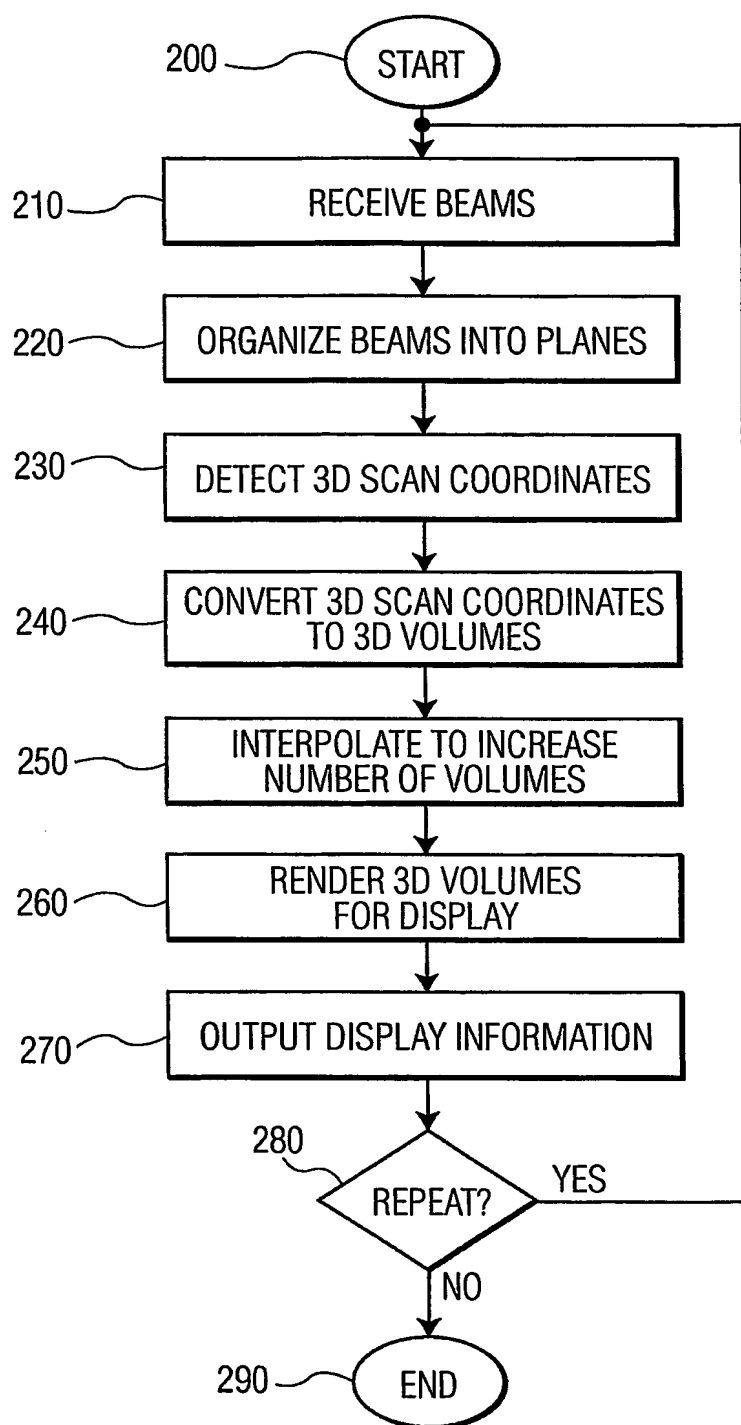 200
START
210
RECEIVE BEAMS
220
ORGANIZE BEAMS INTO PLANES
230
DETECT 3D SCAN COORDINATES
240
CONVERT 3D SCAN COORDINATES
TO 3D VOLUMES
250
INTERPOLATE TO INCREASE
NUMBER OF VOLUMES
260
RENDER 3D VOLUMES
FOR DISPLAY
270
OUTPUT DISPLAY INFORMATION
280
REPEAT?
YES
NO
290
END